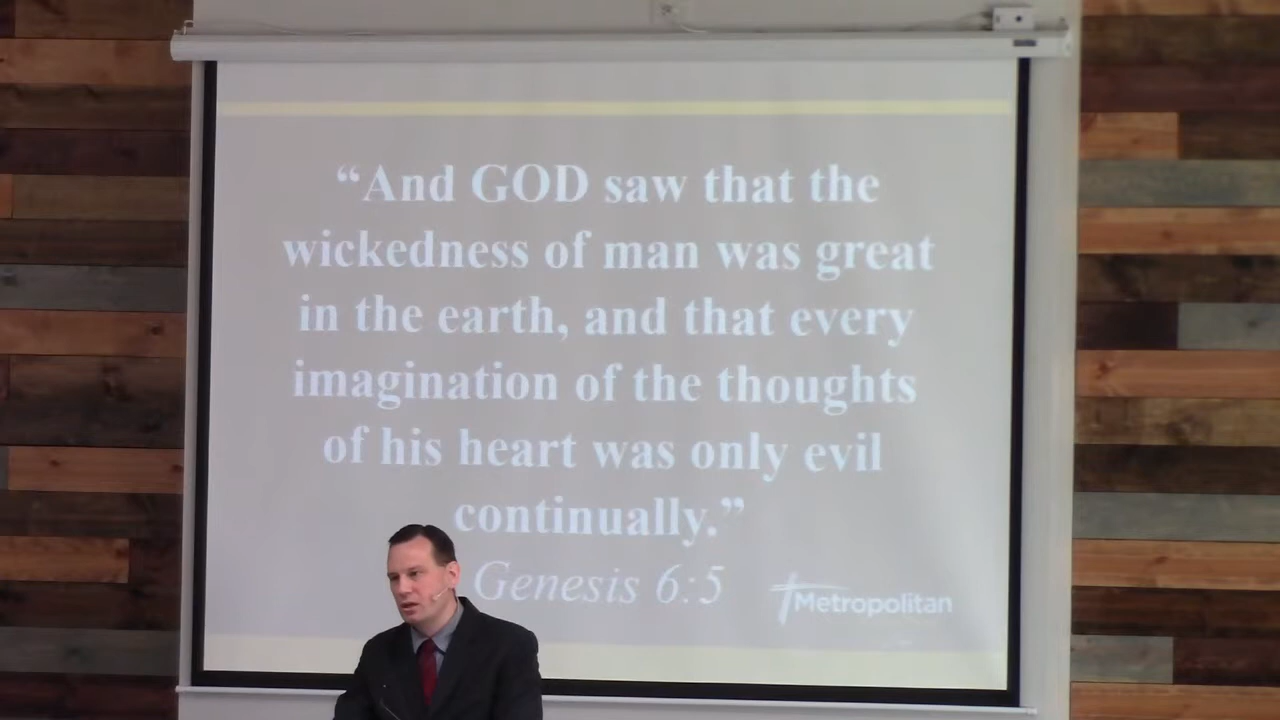 “And GOD saw that the
wickedness of man was great
in the earth, and that every
imagination of the thoughts
of his heart was only evil
continually.”
Genesis 6:5
Metropolitan